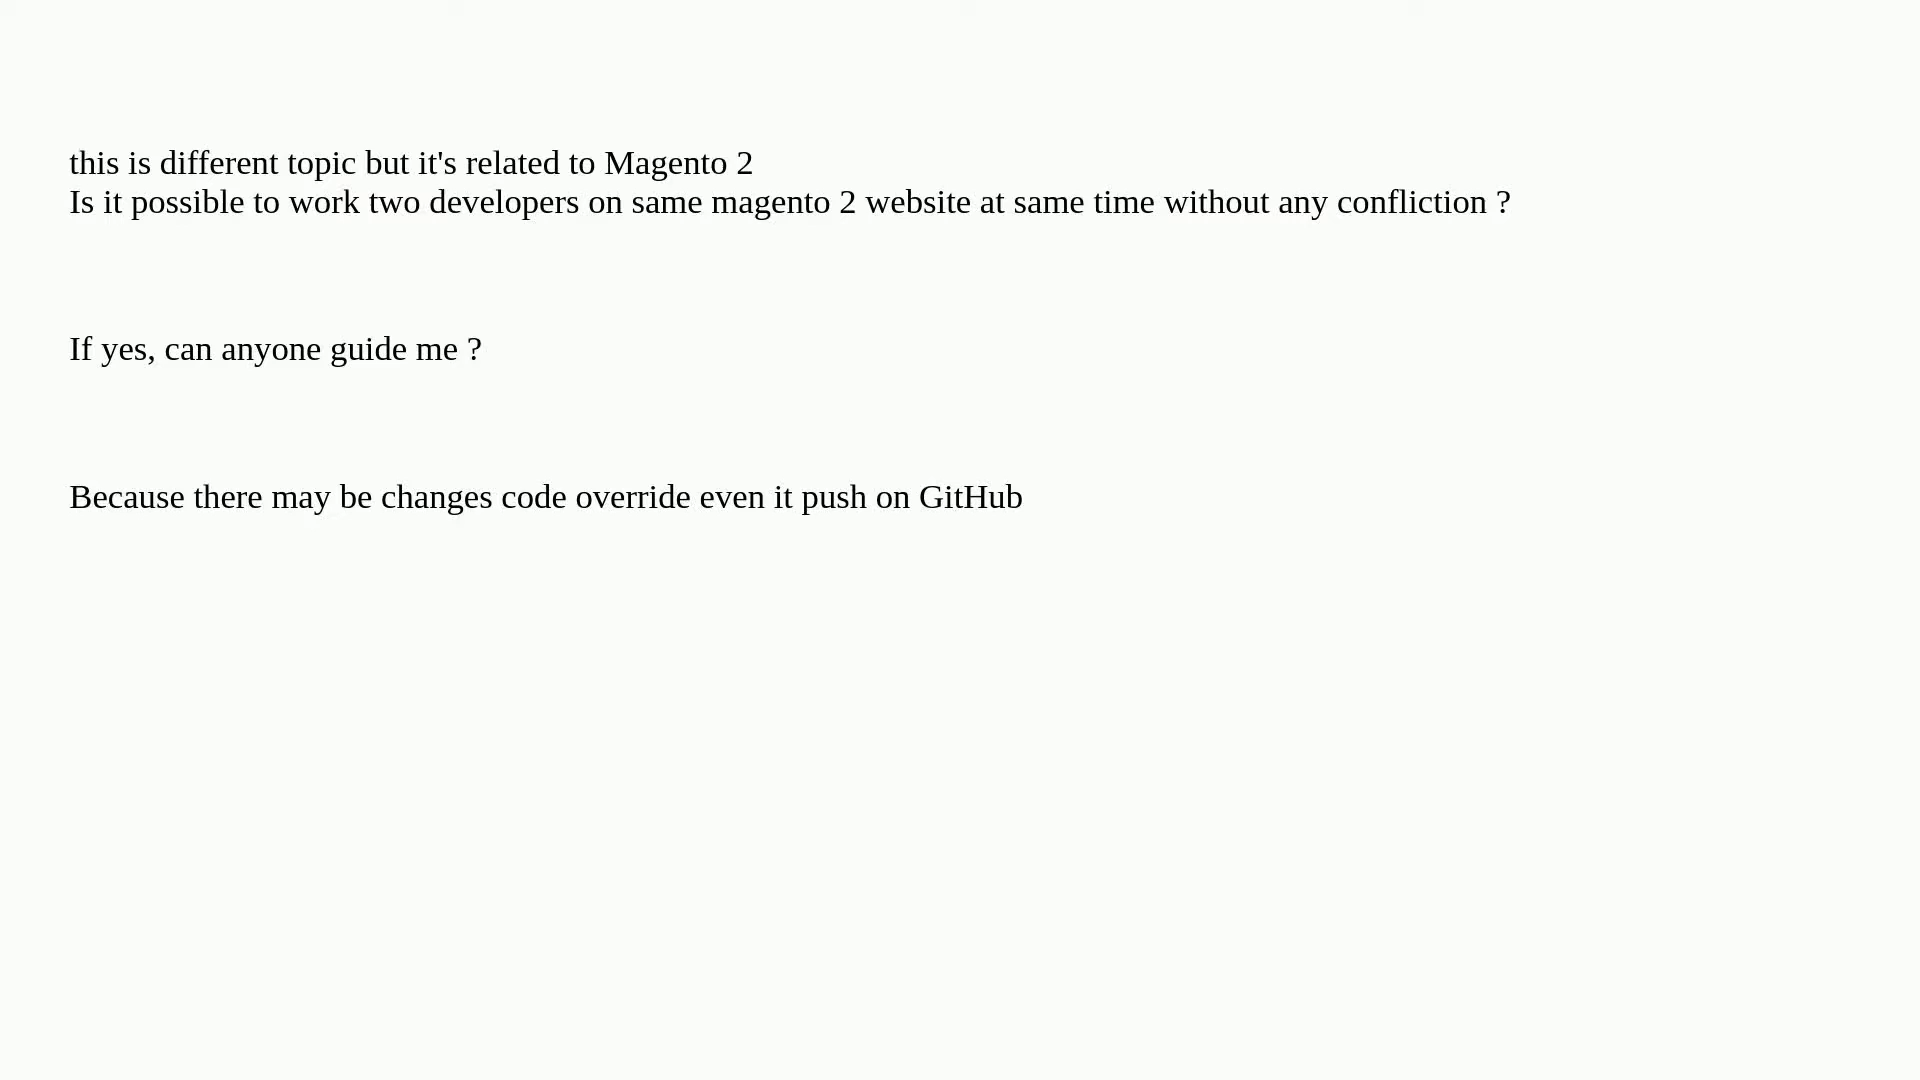 this is different topic but it's related to Magento 2
Is it possible to work two developers on same magento 2 website at same time without any confliction ?
If yes, can anyone guide me ?
Because there may be changes code override even it push on GitHub